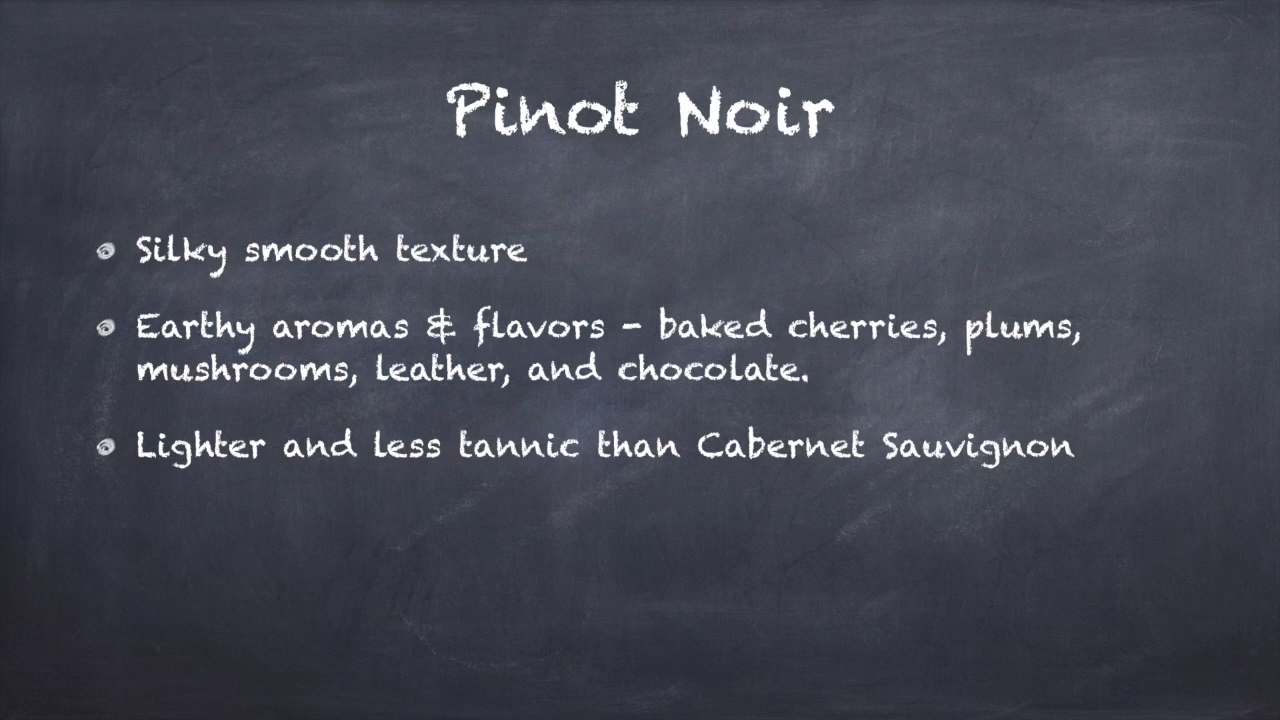 Pinot Noir
Silky smooth texture
Earthy aromas & flavors - baked cherries, plums,
mushrooms, leather, and chocolate.
Lighter and less tannic than Cabernet Sauvignon